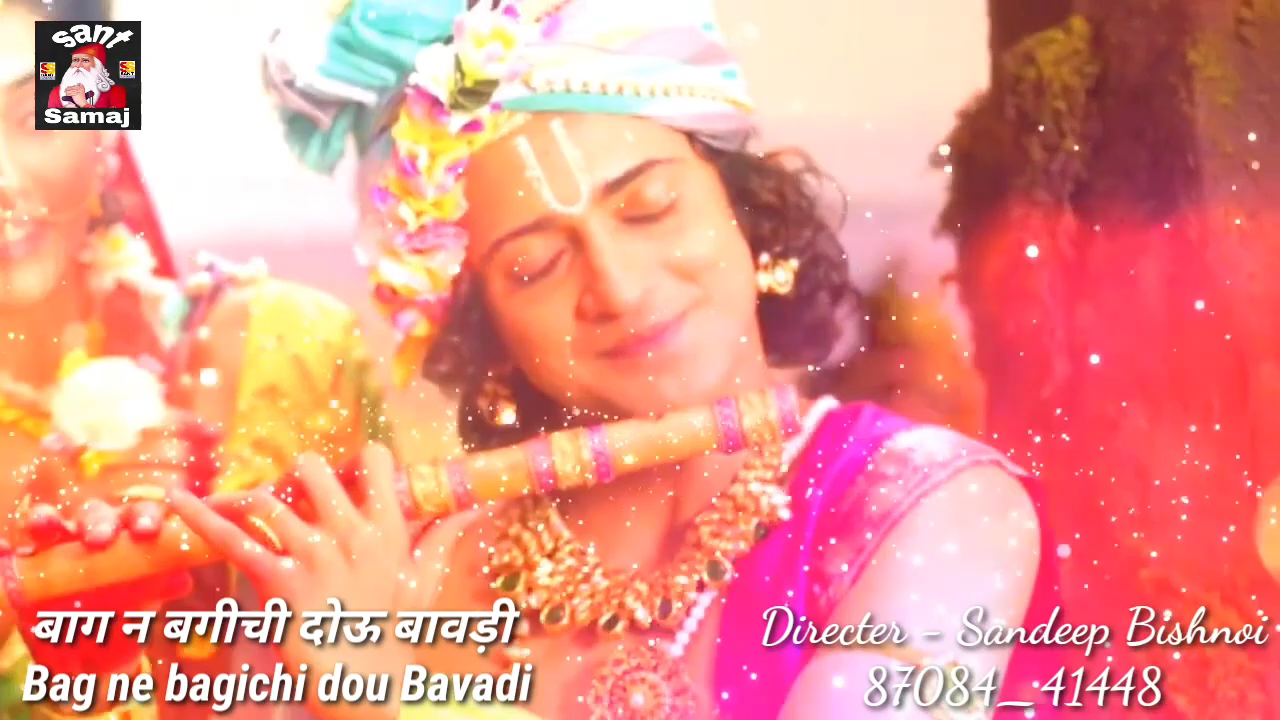 Sant
Samaj
बाग न बगीची दोऊ बावड़ी
Bag ne bagichi dou Bavadi
Directer - Sandeep Bishnoi
87084_41448